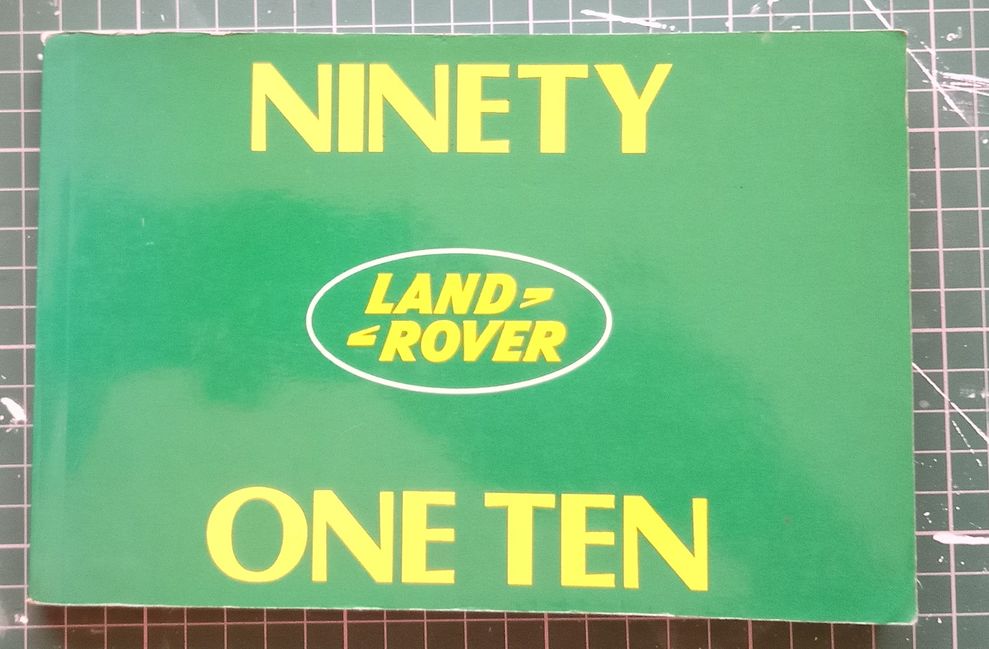 NINETY
LAND
ROVER
ONE TEN